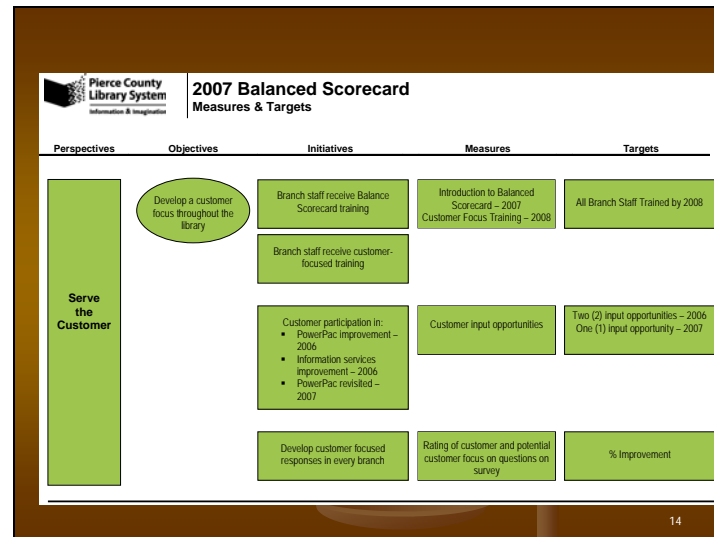 Pierce County
Library System
Information & Imagination
2007 Balanced Scorecard
Measures & Targets
Perspectives Objectives Initiatives Measures Targets
Serve
the
Customer
Develop a customer
focus throughout the
library
Branch staff receive Balance
Scorecard training
Introduction to Balanced
Scorecard – 2007
Customer Focus Training – 2008
All Branch Staff Trained by 2008
Branch staff receive customer-
focused training
Customer participation in:
▪ PowerPac improvement –
2006
▪ Information services
improvement – 2006
▪ PowerPac revisited –
2007
Customer input opportunities
Two (2) input opportunities – 2006
One (1) input opportunity – 2007
Develop customer focused
responses in every branch
Rating of customer and potential
customer focus on questions on
survey
% Improvement
14